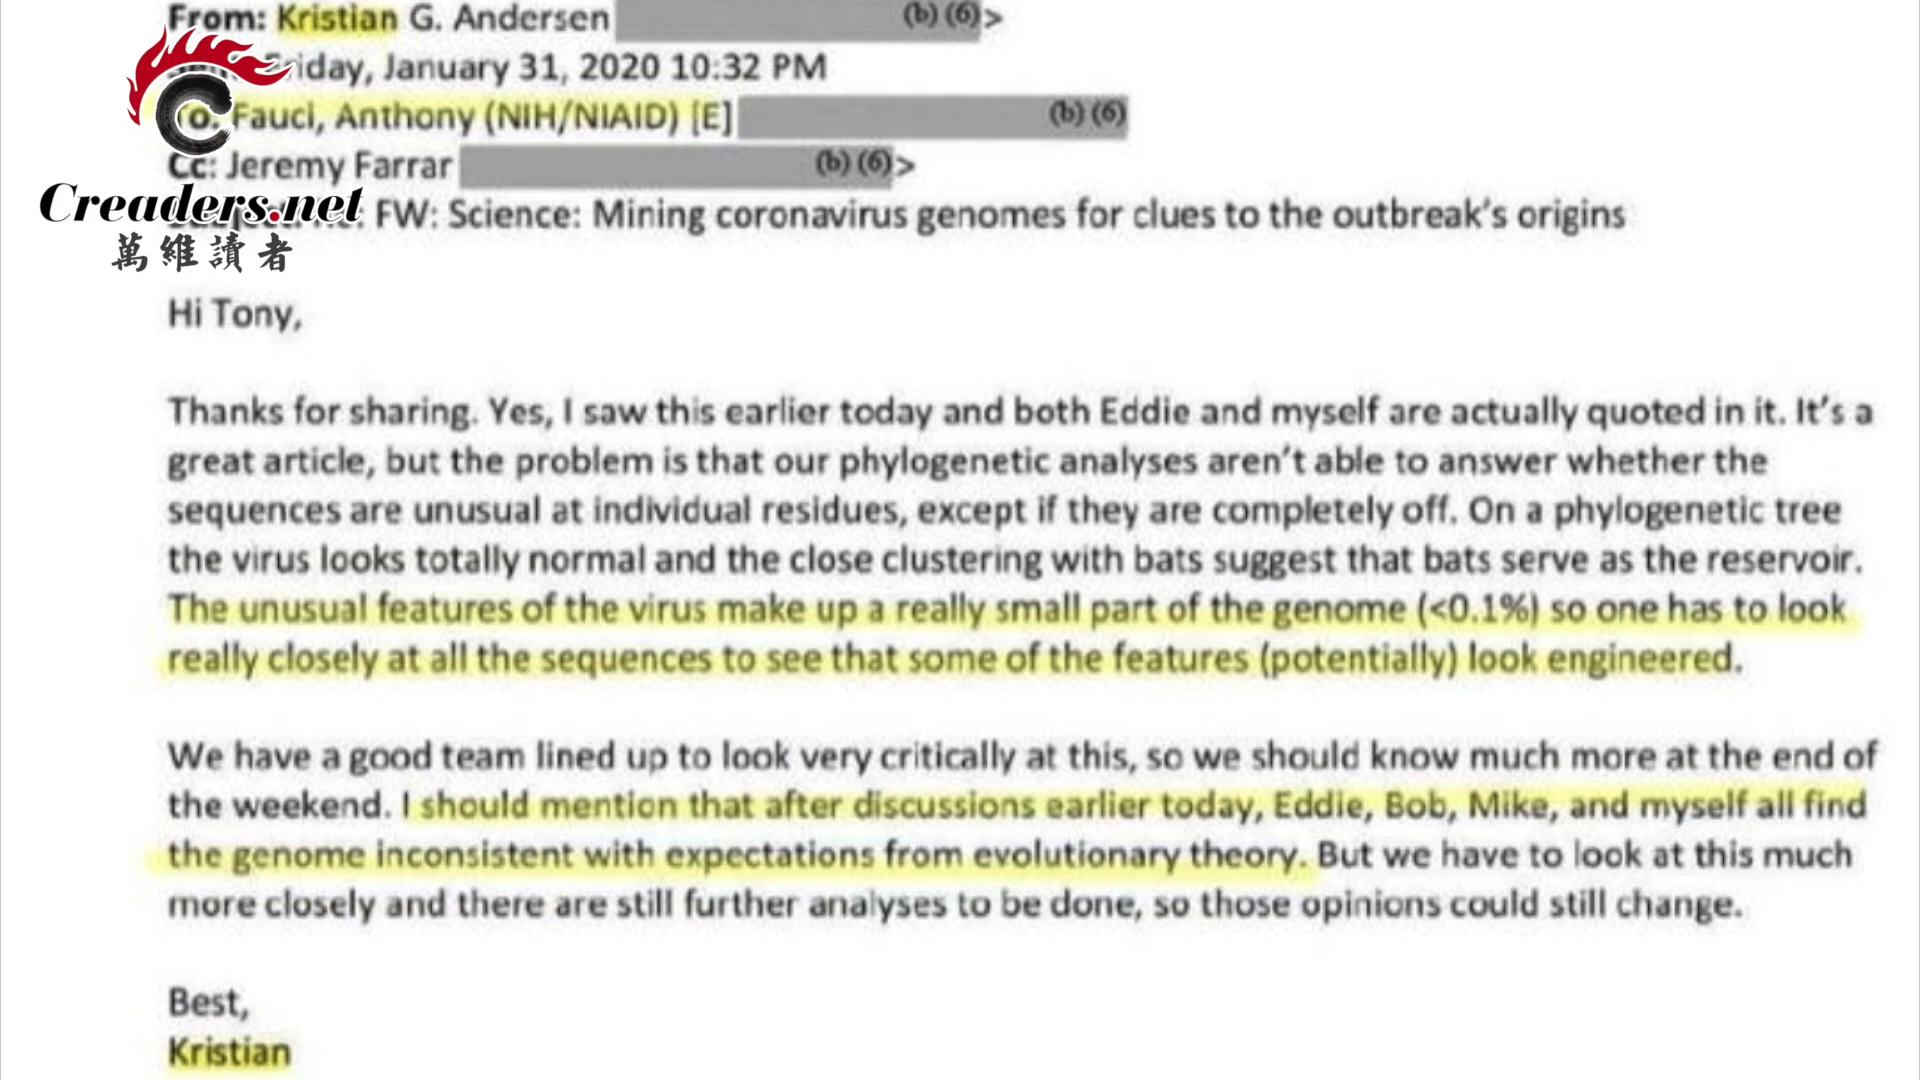 From: Kristian G. Andersen (b) (6)>
iday, January 31, 2020 10:32 PM
To: Fauci, Anthony (NIH/NIAID) [E] (b) (6)
Cc: Jeremy Farrar (b) (6)>
Creaders.net
FW: Science: Mining coronavirus genomes for clues to the outbreak's origins
萬維讀者
Hi Tony,
Thanks for sharing. Yes, I saw this earlier today and both Eddie and myself are actually quoted in it. It's a
great article, but the problem is that our phylogenetic analyses aren't able to answer whether the
sequences are unusual at individual residues, except if they are completely off. On a phylogenetic tree
the virus looks totally normal and the close clustering with bats suggest that bats serve as the reservoir.
The unusual features of the virus make up a really small part of the genome (<0.1%) so one has to look
really closely at all the sequences to see that some of the features (potentially) look engineered.
We have a good team lined up to look very critically at this, so we should know much more at the end of
the weekend. I should mention that after discussions earlier today, Eddie, Bob, Mike, and myself all find
the genome inconsistent with expectations from evolutionary theory. But we have to look at this much
more closely and there are still further analyses to be done, so those opinions could still change.
Best,
Kristian